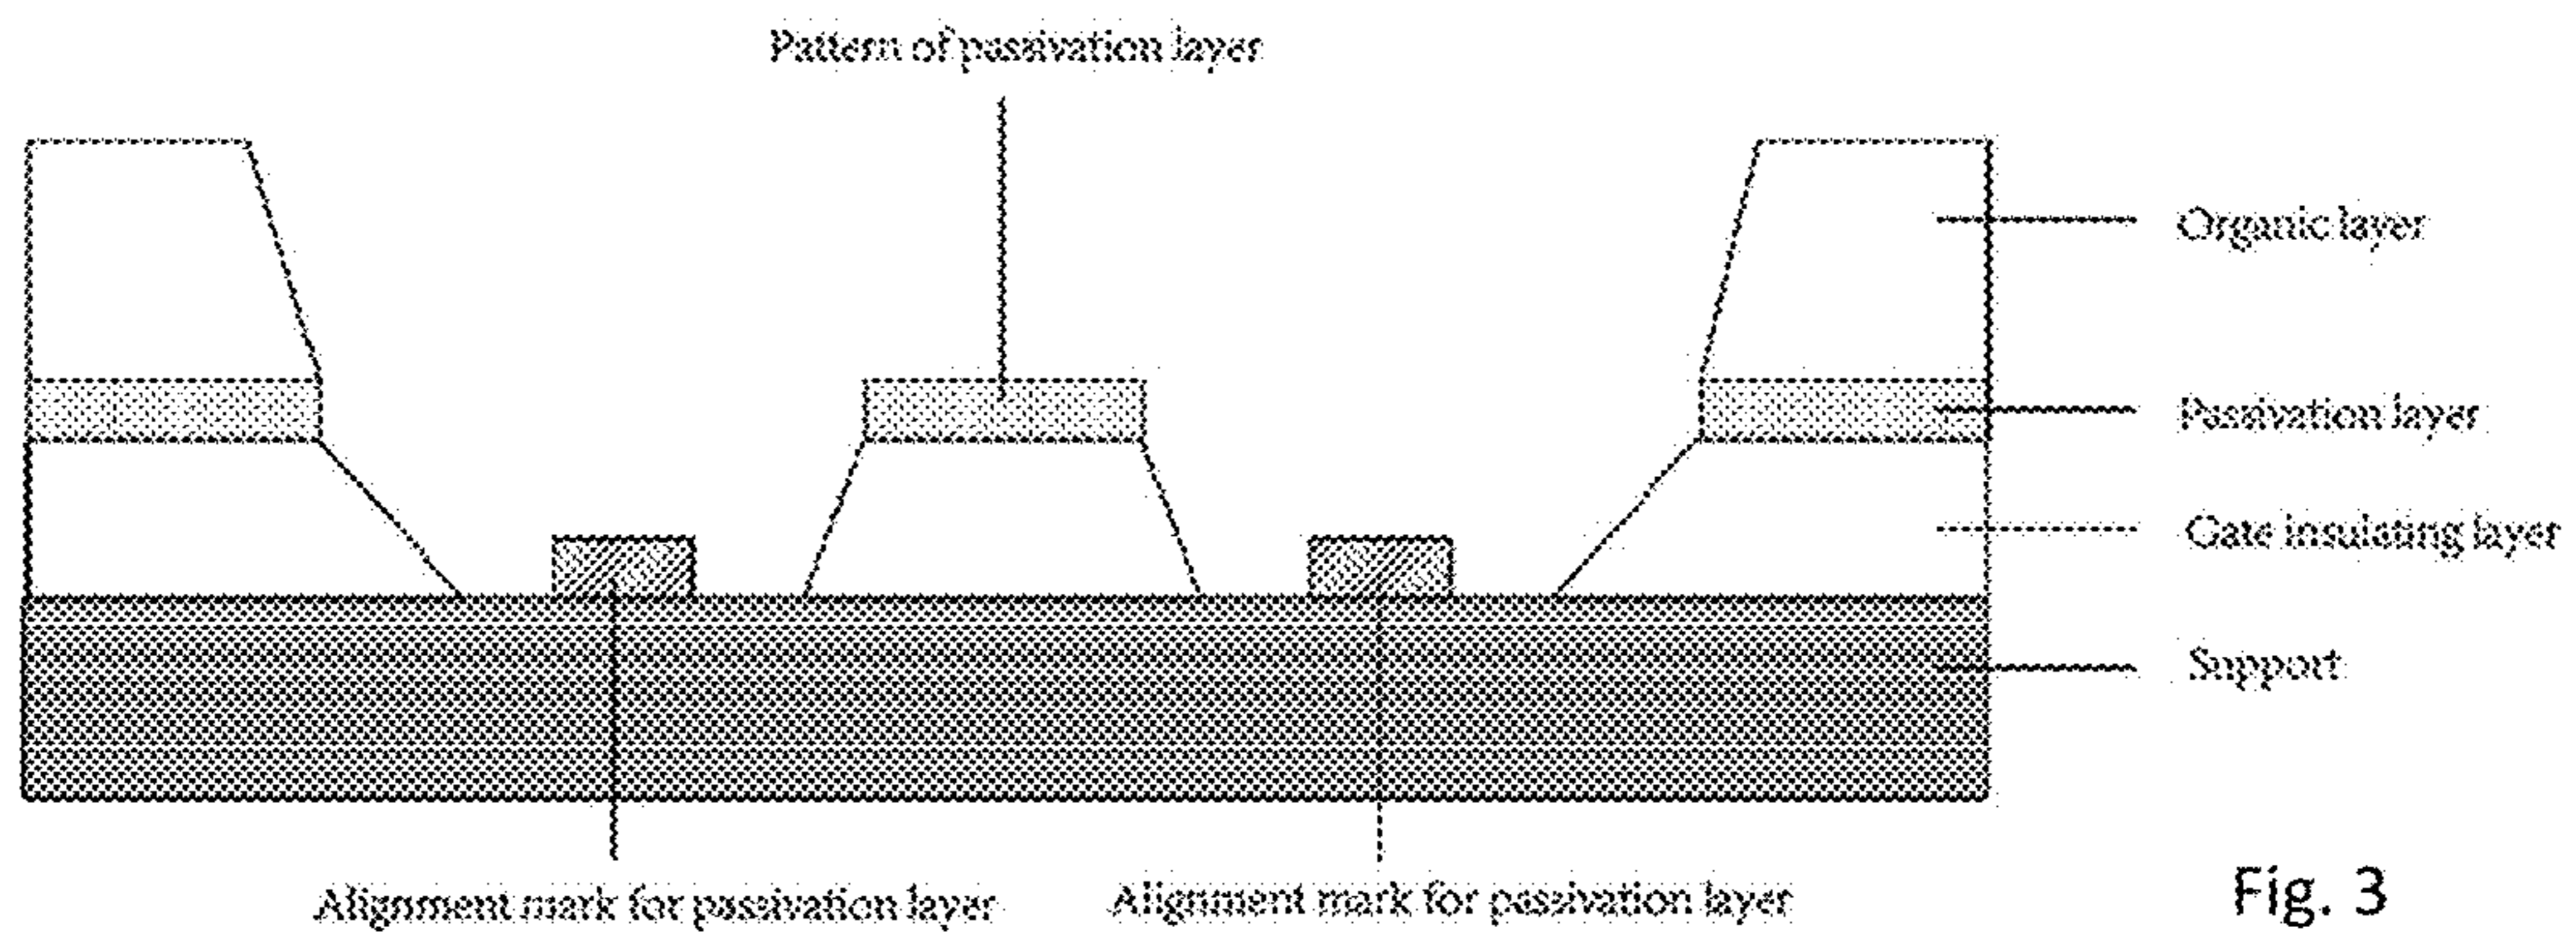 Pattern of passivation layer
Organic layer
Passivation layer
Gate insulating layer
Support
Alignment mark for passivation layer
Alignment mark for passivation layer
Fig. 3